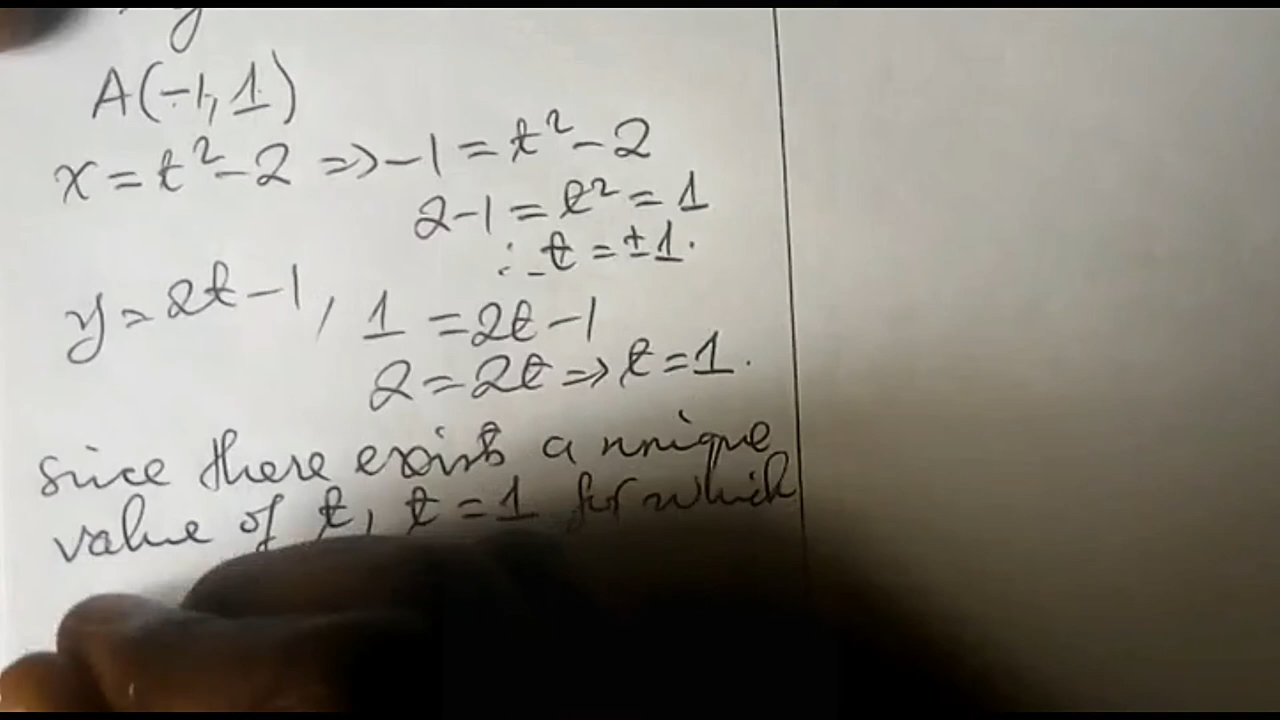 A(-1, 1)
x = t² - 2 => -1 = t² - 2
2 - 1 = t² = 1
∴ t = ±1.
y = 2t - 1, 1 = 2t - 1
2 = 2t => t = 1.
since there exists a unique
value of t, t = 1 for which